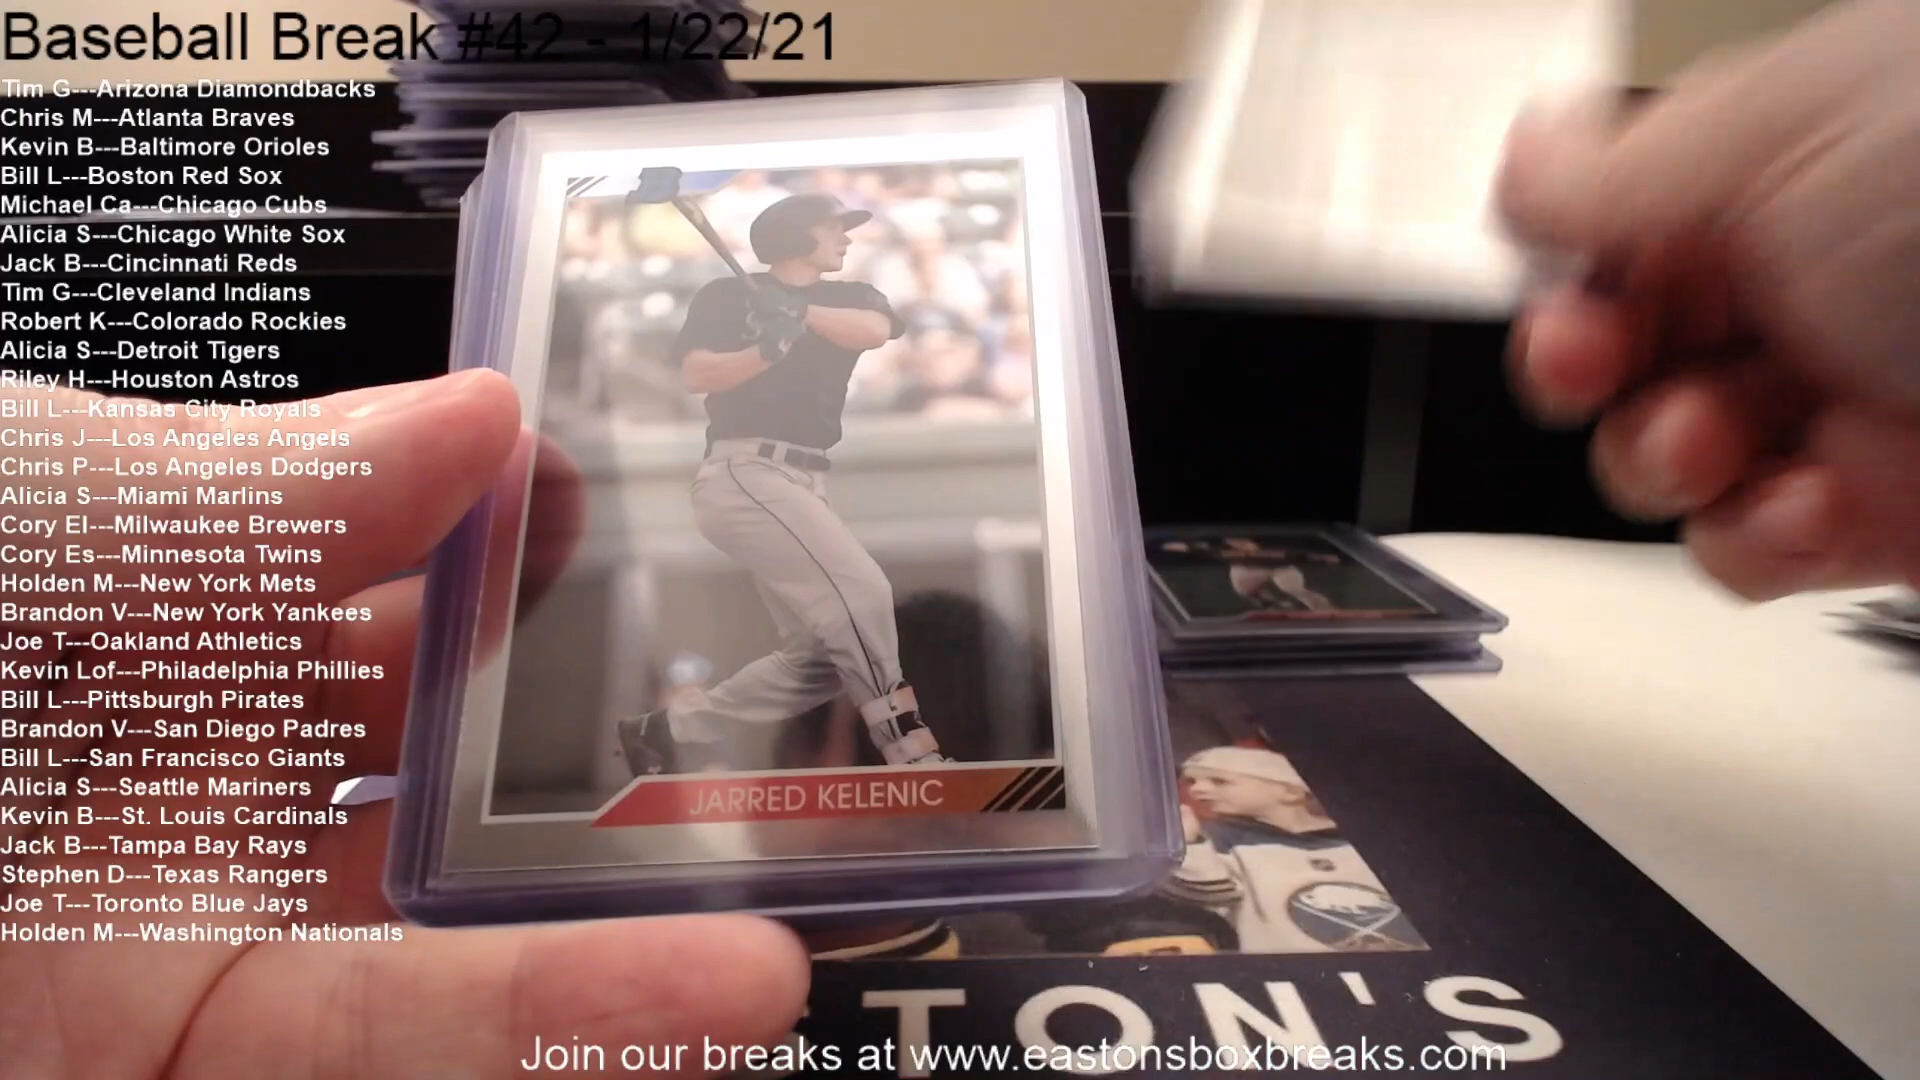 Baseball Break #42 - 1/22/21
Tim G---Arizona Diamondbacks
Chris M---Atlanta Braves
Kevin B---Baltimore Orioles
Bill L---Boston Red Sox
Michael Ca---Chicago Cubs
Alicia S---Chicago White Sox
Jack B---Cincinnati Reds
Tim G---Cleveland Indians
Robert K---Colorado Rockies
Alicia S---Detroit Tigers
Riley H---Houston Astros
Bill L---Kansas City Royals
Chris J---Los Angeles Angels
Chris P---Los Angeles Dodgers
Alicia S---Miami Marlins
Cory El---Milwaukee Brewers
Cory Es---Minnesota Twins
Holden M---New York Mets
Brandon V---New York Yankees
Joe T---Oakland Athletics
Kevin Lof---Philadelphia Phillies
Bill L---Pittsburgh Pirates
Brandon V---San Diego Padres
Bill L---San Francisco Giants
Alicia S---Seattle Mariners
Kevin B---St. Louis Cardinals
Jack B---Tampa Bay Rays
Stephen D---Texas Rangers
Joe T---Toronto Blue Jays
Holden M---Washington Nationals
JARRED KELENIC
TON'S
Join our breaks at www.eastonsboxbreaks.com